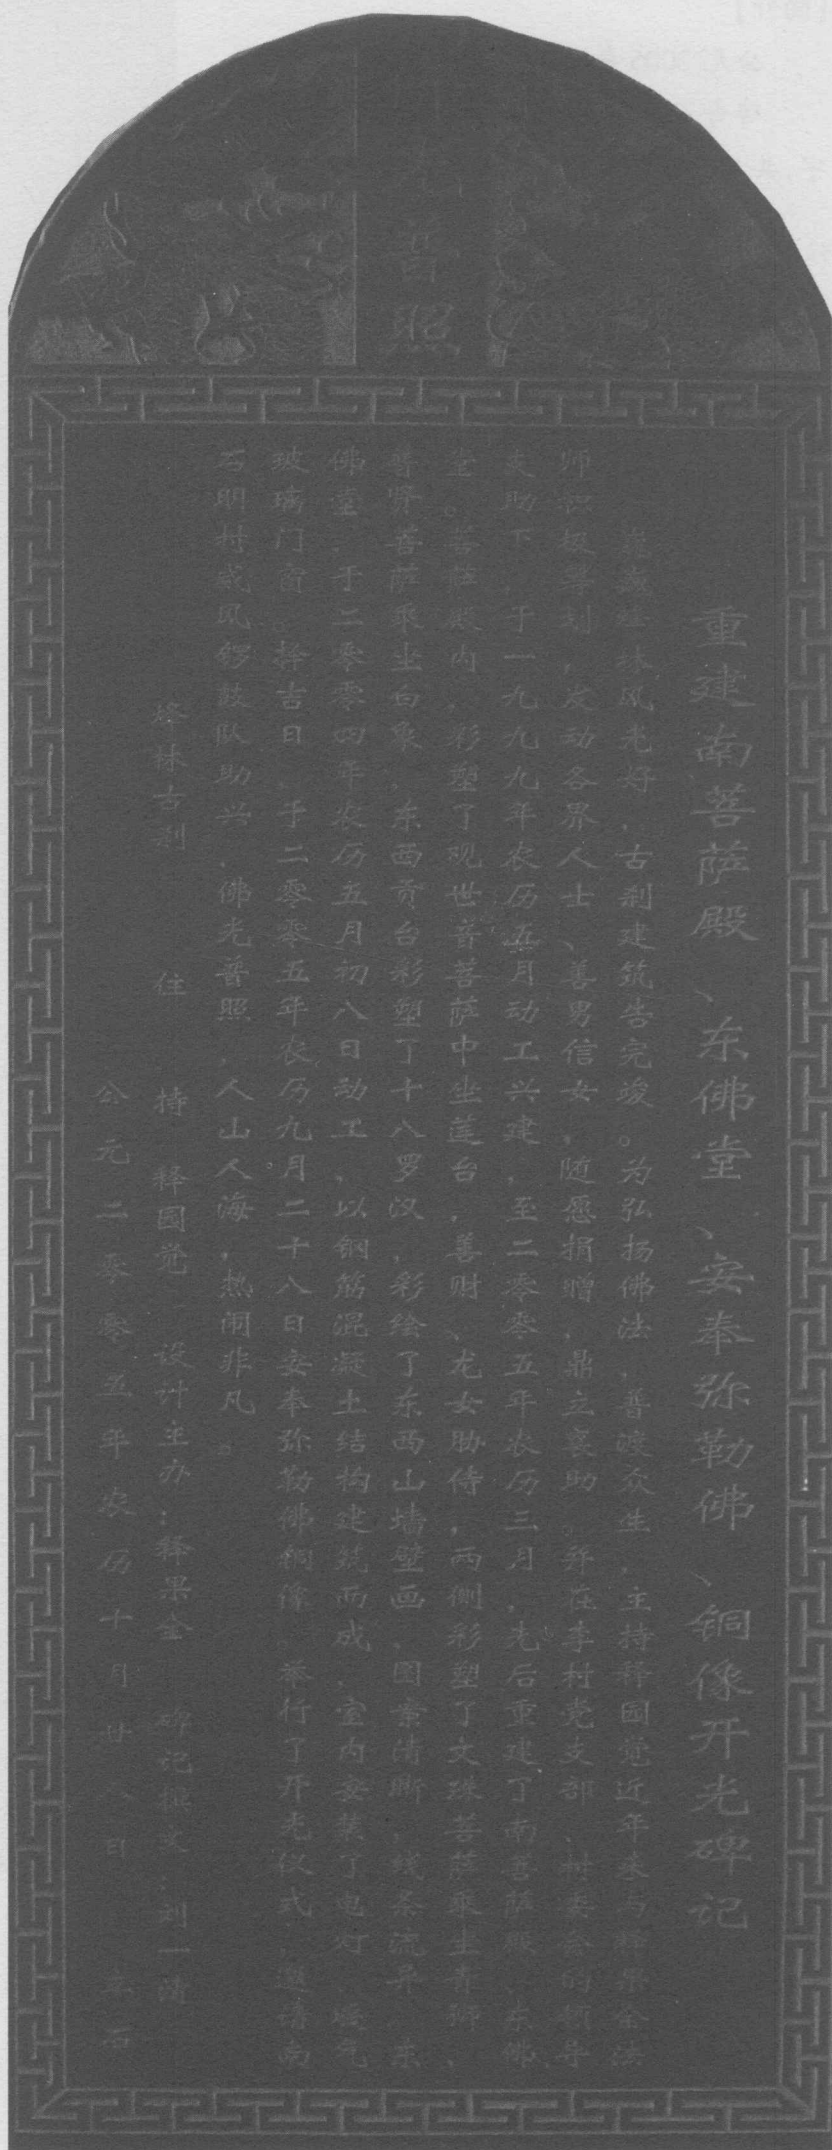 光普照
重建南菩萨殿、东佛堂、安奉弥勒佛、铜像开光碑记
巍巍 林风光好，古刹建筑告完竣。为弘扬佛法，普渡众生，主持释圆觉近年来与释果全法
师积极筹划，发动各界人士、善男信女，随愿捐赠，鼎立襄助。并在李村党支部、村委会的领导
支助下，于一九九九年农历五月动工兴建，至二零零五年农历三月，先后重建了南菩萨殿、东佛
堂。菩萨殿内，彩塑了观世音菩萨中坐莲台，善财、龙女胁侍，两侧彩塑了文殊菩萨乘坐青狮、
普贤菩萨乘坐白象，东西贡台彩塑了十八罗汉，彩绘了东西山墙壁画、图案清晰，线条流 。东
佛堂，于二零零四年农历五月初八日动工，以钢筋混凝土结构建筑而成，室内安装了电灯、暖气
玻璃门窗。择吉日，于二零零五年农历九月二十八日安奉弥勒佛铜像。举行了开光仪式，邀请南
石明村威风锣鼓队助兴、佛光普照，人山人海，热闹非凡。
林古刹 住持 释圆觉 设计主办：释果全 碑记撰文：刘一清
公元二零零五年农历十月廿八日 立石